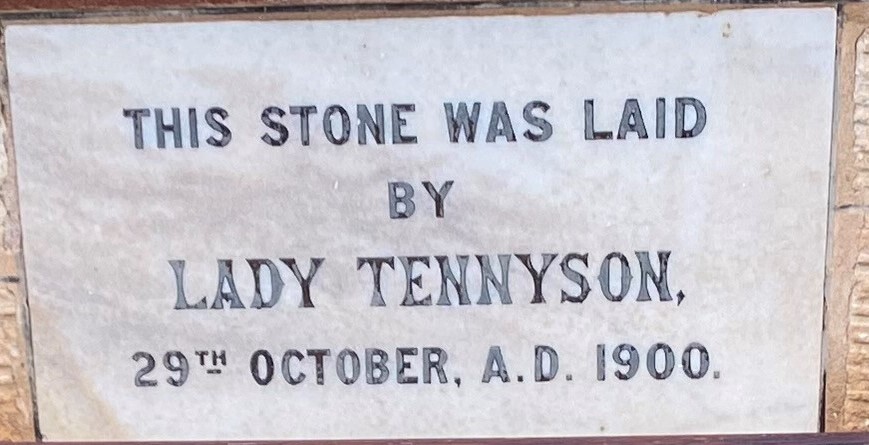 THIS STONE WAS LAID
BY
LADY TENNYSON,
29TH OCTOBER, A.D. 1900.